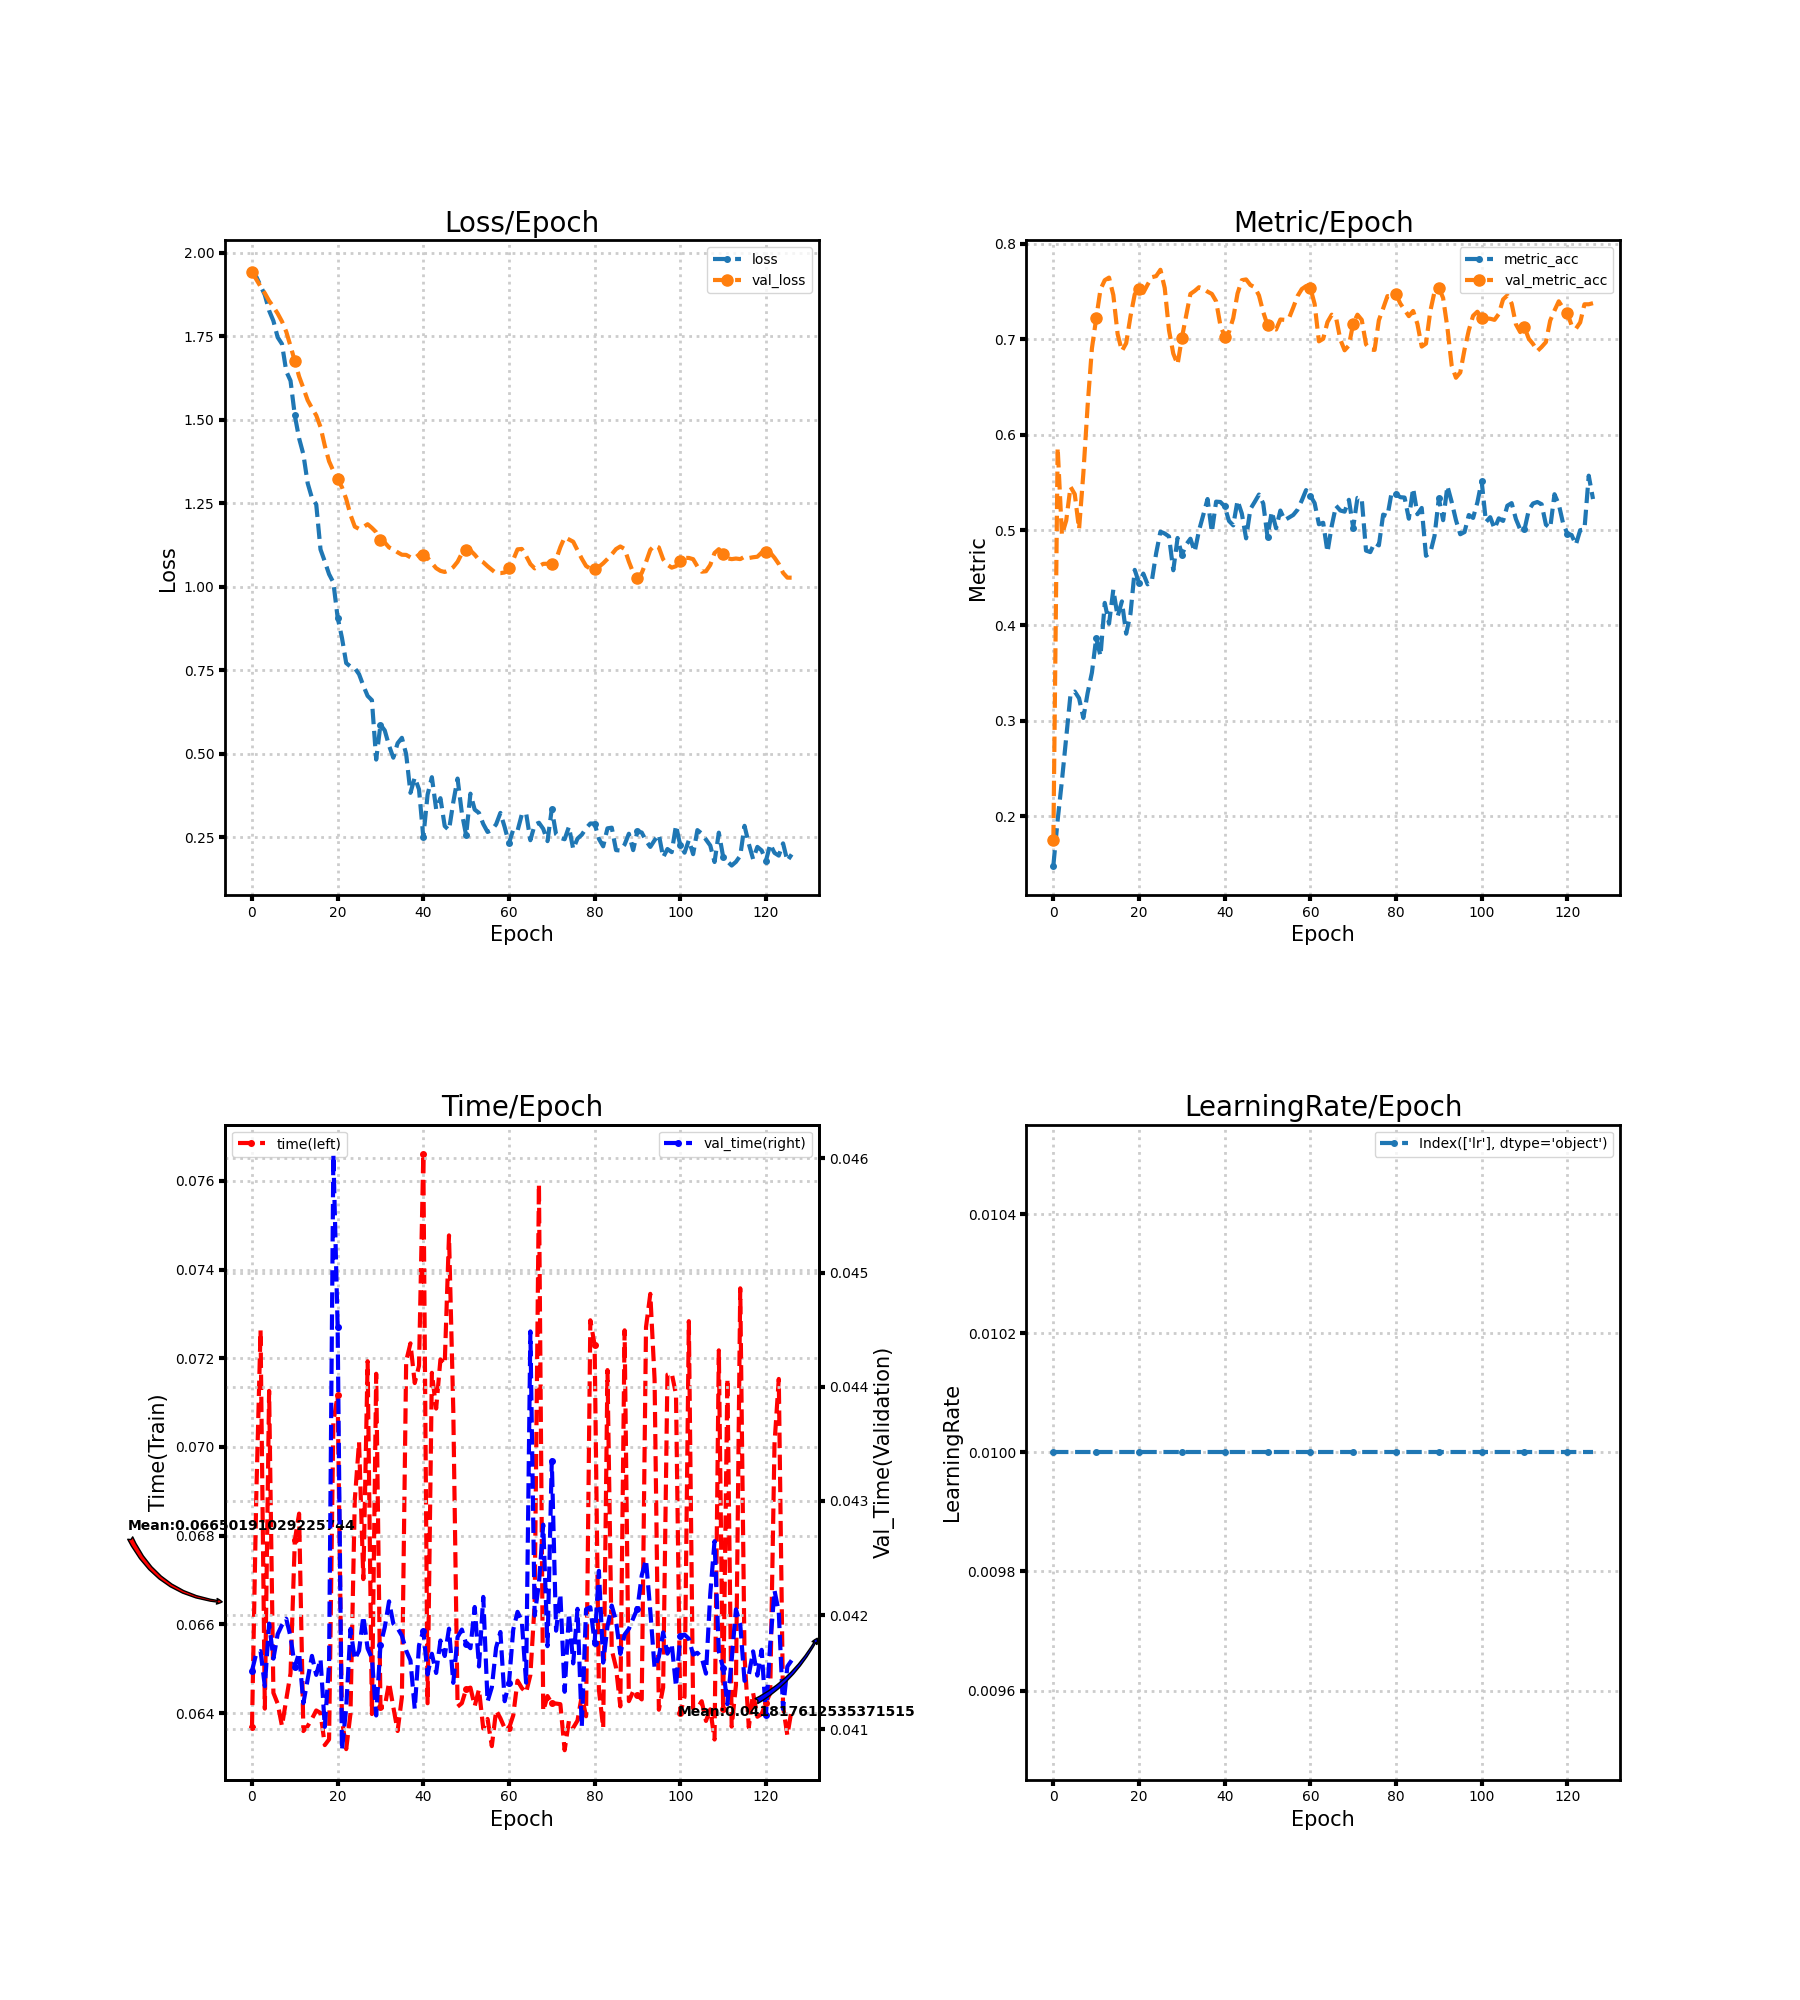 Loss/Epoch
2.00
1.75
1.50
1.25
1.00
0.75
0.50
0.25
Loss
loss
val_loss
0 20 40 60 80 100 120
Epoch
Metric/Epoch
0.8
0.7
0.6
0.5
0.4
0.3
0.2
Metric
metric_acc
val_metric_acc
0 20 40 60 80 100 120
Epoch
Time/Epoch
time(left)
val_time(right)
0.076
0.074
0.072
0.070
0.068
0.066
0.064
Time(Train)
Mean:0.06650191029225744
0.046
0.045
0.044
0.043
0.042
0.041
Val_Time(Validation)
Mean:0.041817612535371515
0 20 40 60 80 100 120
Epoch
LearningRate/Epoch
Index(['lr'], dtype='object')
0.0104
0.0102
0.0100
0.0098
0.0096
LearningRate
0 20 40 60 80 100 120
Epoch